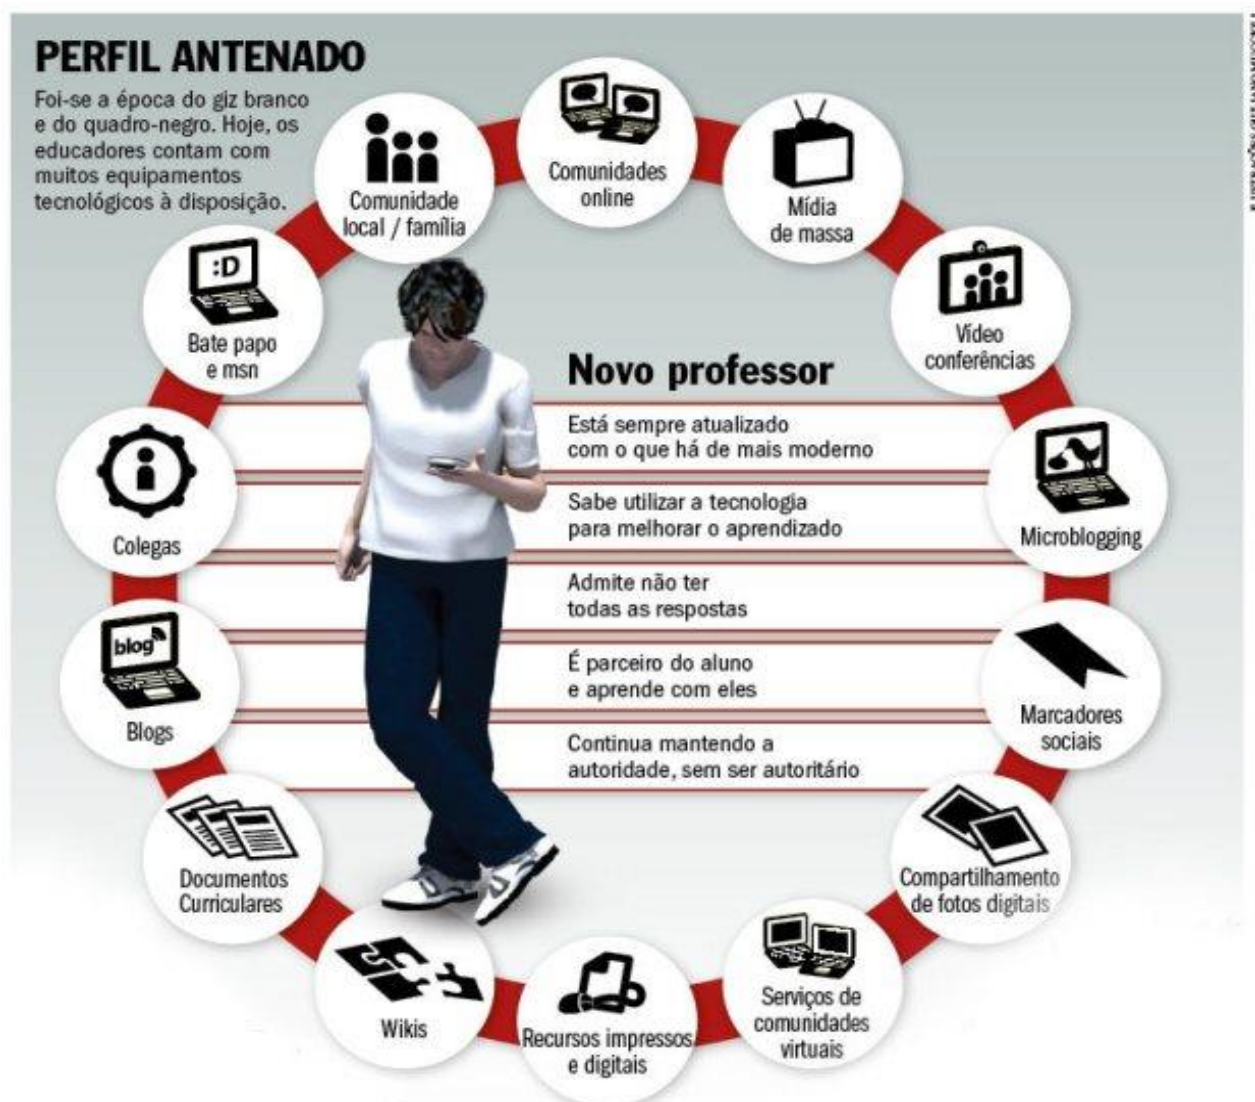 PERFIL ANTENADO
Foi-se a época do giz branco
e do quadro-negro. Hoje, os
educadores contam com
muitos equipamentos
tecnológicos à disposição.
Comunidades
online
Mídia
de massa
Vídeo
conferências
Microblogging
Marcadores
sociais
Compartilhamento
de fotos digitais
Serviços de
comunidades
virtuais
Recursos impressos
e digitais
Wikis
Documentos
Curriculares
blog
Blogs
Colegas
:D
Bate papo
e msn
Comunidade
local / família
Novo professor
Está sempre atualizado
com o que há de mais moderno
Sabe utilizar a tecnologia
para melhorar o aprendizado
Admite não ter
todas as respostas
É parceiro do aluno
e aprende com eles
Continua mantendo a
autoridade, sem ser autoritário